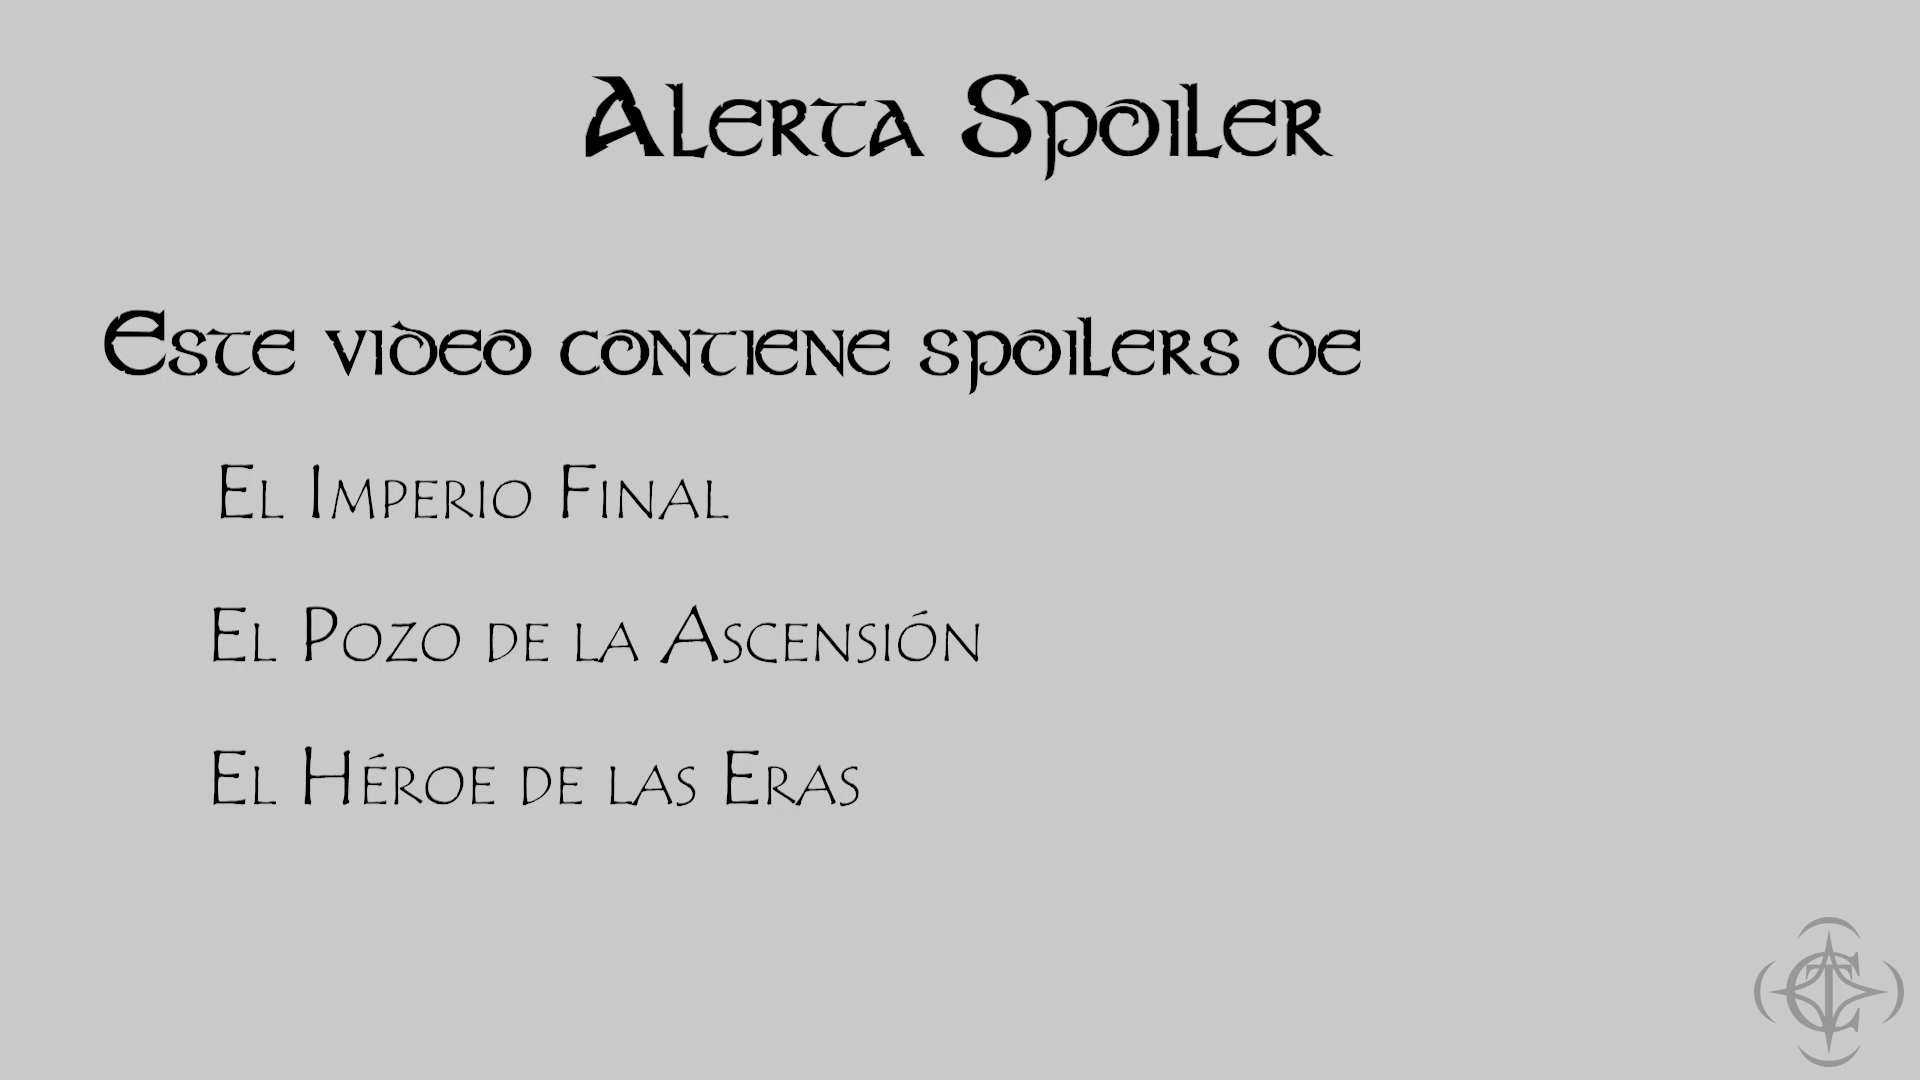 Alerta Spoiler
Este video contiene spoilers de
El Imperio Final
El Pozo de la Ascensión
El Héroe de las Eras